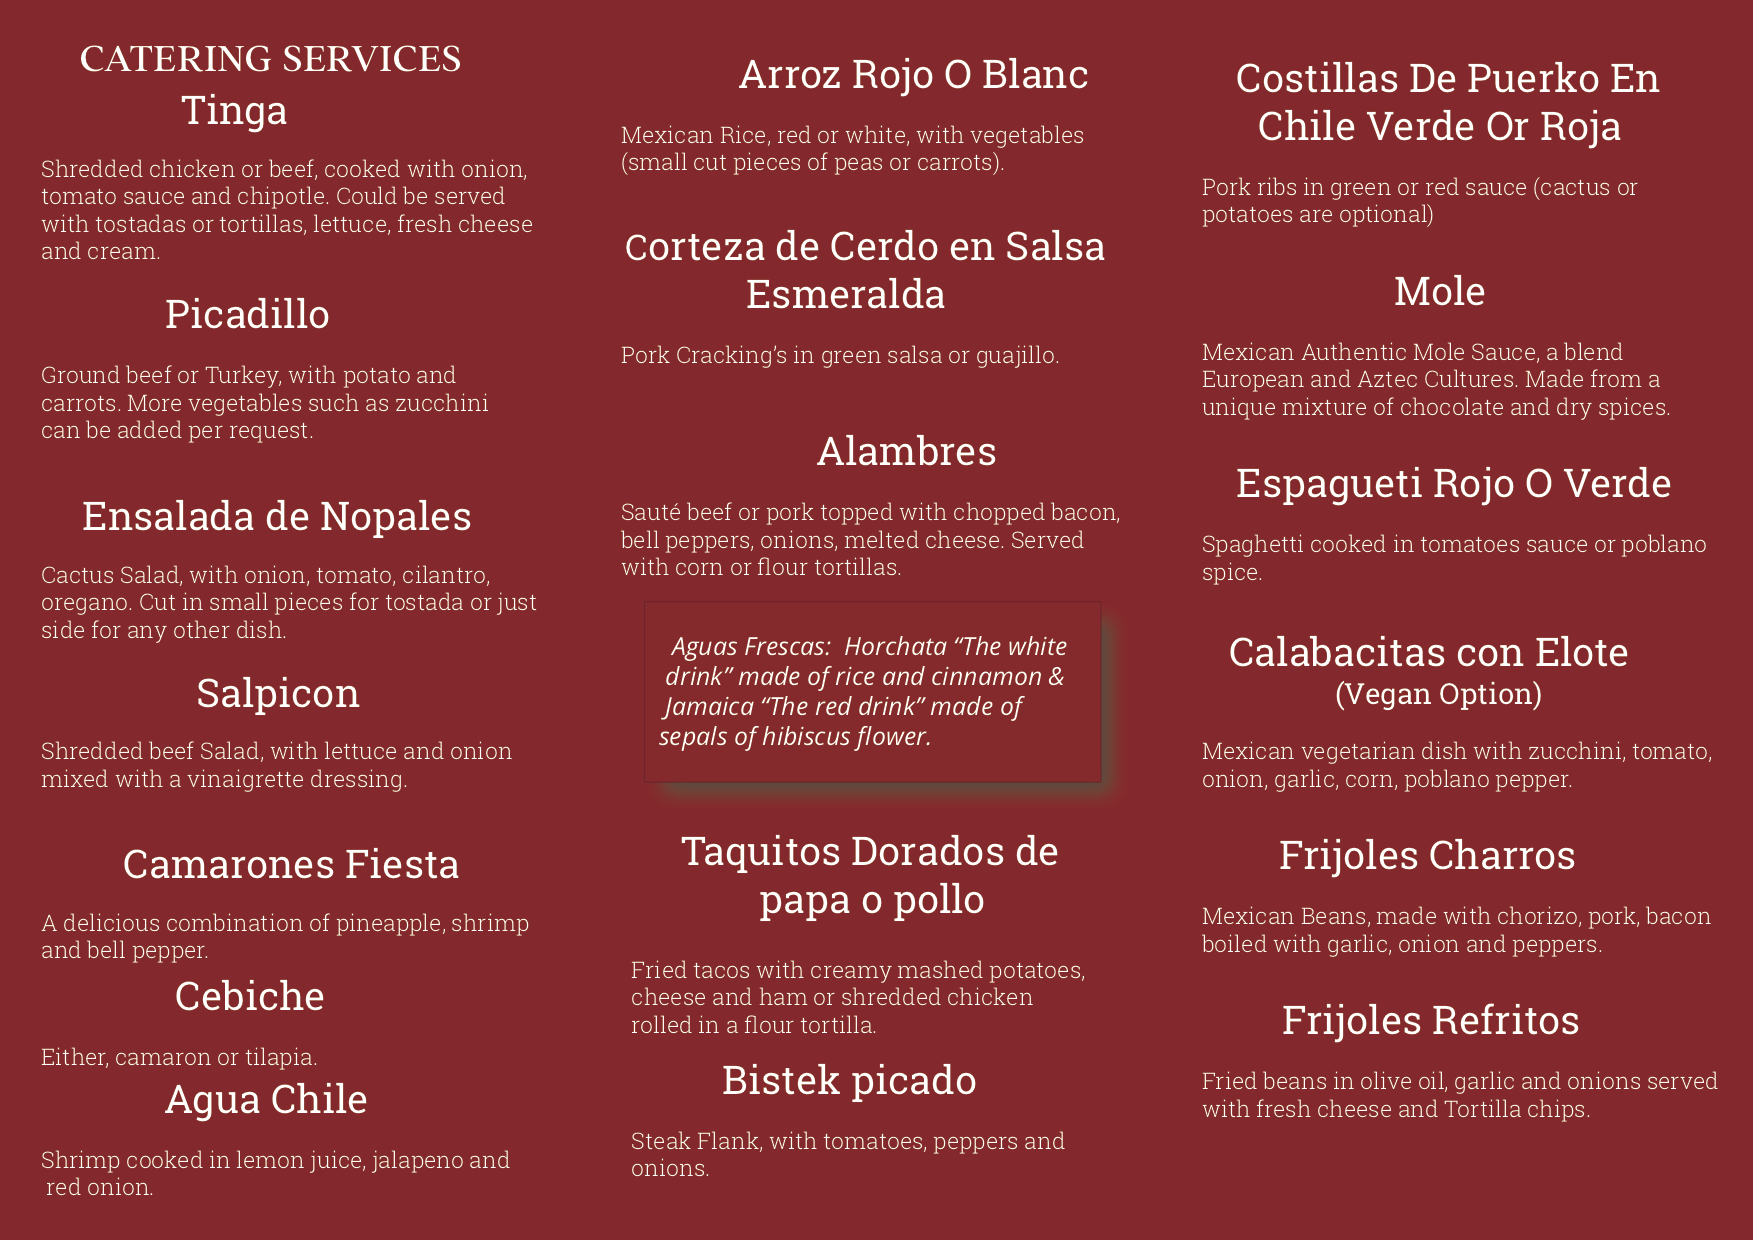 CATERING SERVICES
Tinga
Shredded chicken or beef, cooked with onion,
tomato sauce and chipotle. Could be served
with tostadas or tortillas, lettuce, fresh cheese
and cream.
Picadillo
Ground beef or Turkey, with potato and
carrots. More vegetables such as zucchini
can be added per request.
Ensalada de Nopales
Cactus Salad, with onion, tomato, cilantro,
oregano. Cut in small pieces for tostada or just
side for any other dish.
Salpicon
Shredded beef Salad, with lettuce and onion
mixed with a vinaigrette dressing.
Camarones Fiesta
A delicious combination of pineapple, shrimp
and bell pepper.
Cebiche
Either, camaron or tilapia.
Agua Chile
Shrimp cooked in lemon juice, jalapeno and
red onion.
Arroz Rojo O Blanc
Mexican Rice, red or white, with vegetables
(small cut pieces of peas or carrots).
Corteza de Cerdo en Salsa
Esmeralda
Pork Cracking’s in green salsa or guajillo.
Alambres
Sauté beef or pork topped with chopped bacon,
bell peppers, onions, melted cheese. Served
with corn or flour tortillas.
Aguas Frescas: Horchata “The white
drink” made of rice and cinnamon &
Jamaica “The red drink” made of
sepals of hibiscus flower.
Taquitos Dorados de
papa o pollo
Fried tacos with creamy mashed potatoes,
cheese and ham or shredded chicken
rolled in a flour tortilla.
Bistek picado
Steak Flank, with tomatoes, peppers and
onions.
Costillas De Puerko En
Chile Verde Or Roja
Pork ribs in green or red sauce (cactus or
potatoes are optional)
Mole
Mexican Authentic Mole Sauce, a blend
European and Aztec Cultures. Made from a
unique mixture of chocolate and dry spices.
Espagueti Rojo O Verde
Spaghetti cooked in tomatoes sauce or poblano
spice.
Calabacitas con Elote
(Vegan Option)
Mexican vegetarian dish with zucchini, tomato,
onion, garlic, corn, poblano pepper.
Frijoles Charros
Mexican Beans, made with chorizo, pork, bacon
boiled with garlic, onion and peppers.
Frijoles Refritos
Fried beans in olive oil, garlic and onions served
with fresh cheese and Tortilla chips.